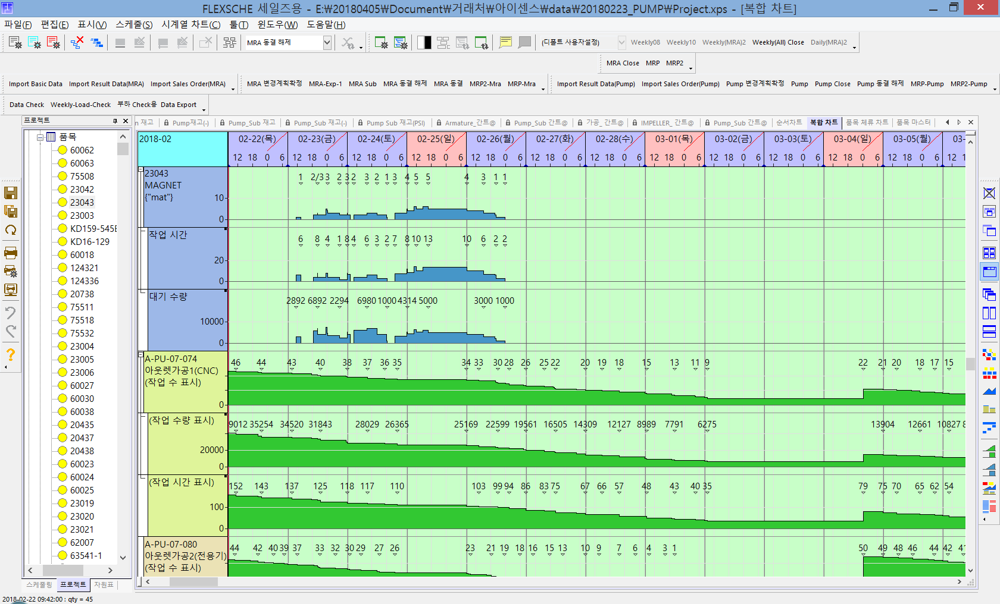 FLEXSCHE 세일즈용 - E:₩20180405₩Document₩거래처₩아이센스₩data₩20180223_PUMP₩Project.xps - [복합 차트]
파일(F) 편집(E) 표시(V) 스케줄(S) 시계열 차트(C) 툴(T) 윈도우(W) 도움말(H)
MRA 동결 해제 (디폴트 사용자설정) Weekly08 Weekly10 Weekly(MRA)2 Weekly(All) Close Daily(MRA)2
MRA Close MRP MRP2
Import Basic Data Import Result Data(MRA) Import Sales Order(MRA) MRA 변경계획확정 MRA-Exp-1 MRA Sub MRA 동결 해제 MRA 동결 MRP2-Mra MRP-Mra Import Result Data(Pump) Import Sales Order(Pump) Pump 변경계획확정 Pump Pump Close Pump 동결 해제 MRP-Pump MRP2-Pump
Data Check Weekly-Load-Check 부하 Check용 Data Export
프로젝트
n 재고 Pump재고(-) Pump_Sub 재고 Pump_Sub 재고(-) Pump Sub 재고(PSI) Armature_간트@ Pump_Sub 간트@ 가공_ 간트@ IMPELLER_ 간트@ Pump_Sub 간트@ 순서차트 복합 차트 품목 체류 차트 품목 마스터
품목
60062
60063
75508
23042
23043
23003
KD159-545E
KD16-129
60018
124321
124336
20738
75511
75518
75532
23004
23005
23006
60027
60030
60038
20435
20437
20438
60023
60024
60025
23019
23020
23021
62007
63541-1
스케줄링 프로젝트 자원표
2018-02 02-22(목) 02-23(금) 02-24(토) 02-25(일) 02-26(월) 02-27(화) 02-28(수) 03-01(목) 03-02(금) 03-03(토) 03-04(일) 03-05(월) 03-
12 18 0 6 12 18 0 6 12 18 0 6 12 18 0 6 12 18 0 6 12 18 0 6 12 18 0 6 12 18 0 6 12 18 0 6 12 18 0 6 12 18 0 6 12 18 0 6 12 1
23043
MAGNET
{"mat"}
10
0
1 2/3 3 2 3 2 3 2 1 3 4 5 5 4 3 1 1
작업 시간
20
0
6 8 4 1 8 4 6 3 2 7 8 10 13 10 6 2 2
대기 수량
10000
0
2892 6892 2294 6980 1000 4314 5000 3000 1000
A-PU-07-074
아웃렛가공1(CNC)
(작업 수 표시)
0
46 44 43 40 38 37 36 35 34 33 30 28 26 25 22 20 19 18 15 13 11 9 22 21 20 18 17 15
(작업 수량 표시)
20000
0
9012 35254 34520 31843 28029 26365 25169 22599 19561 16505 14309 12127 8989 7791 6275 13904 12661 10827 8
(작업 시간 표시)
100
0
152 143 137 125 118 117 110 103 99 94 86 83 75 67 66 57 48 43 40 35 79 75 70 65 62 54
A-PU-07-080
아웃렛가공2(전용기)
(작업 수 표시)
44 42 40 39 37 33 32 30 29 27 26 23 21 19 18 16 15 13 10 9 7 6 4 3 1 50 49 48 46 44 42 41
2018-02-22 09:42:00 : qty = 45